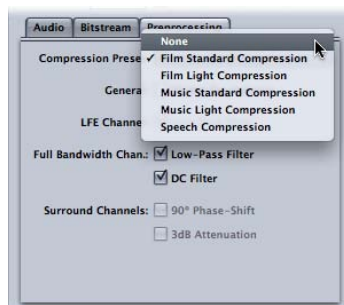 Audio Bitstream Preprocessing
None
Compression Prese ✓ Film Standard Compression
Film Light Compression
Genera Music Standard Compression
Music Light Compression
LFE Channe Speech Compression
Full Bandwidth Chan.: Low-Pass Filter
DC Filter
Surround Channels: 90° Phase-Shift
3dB Attenuation